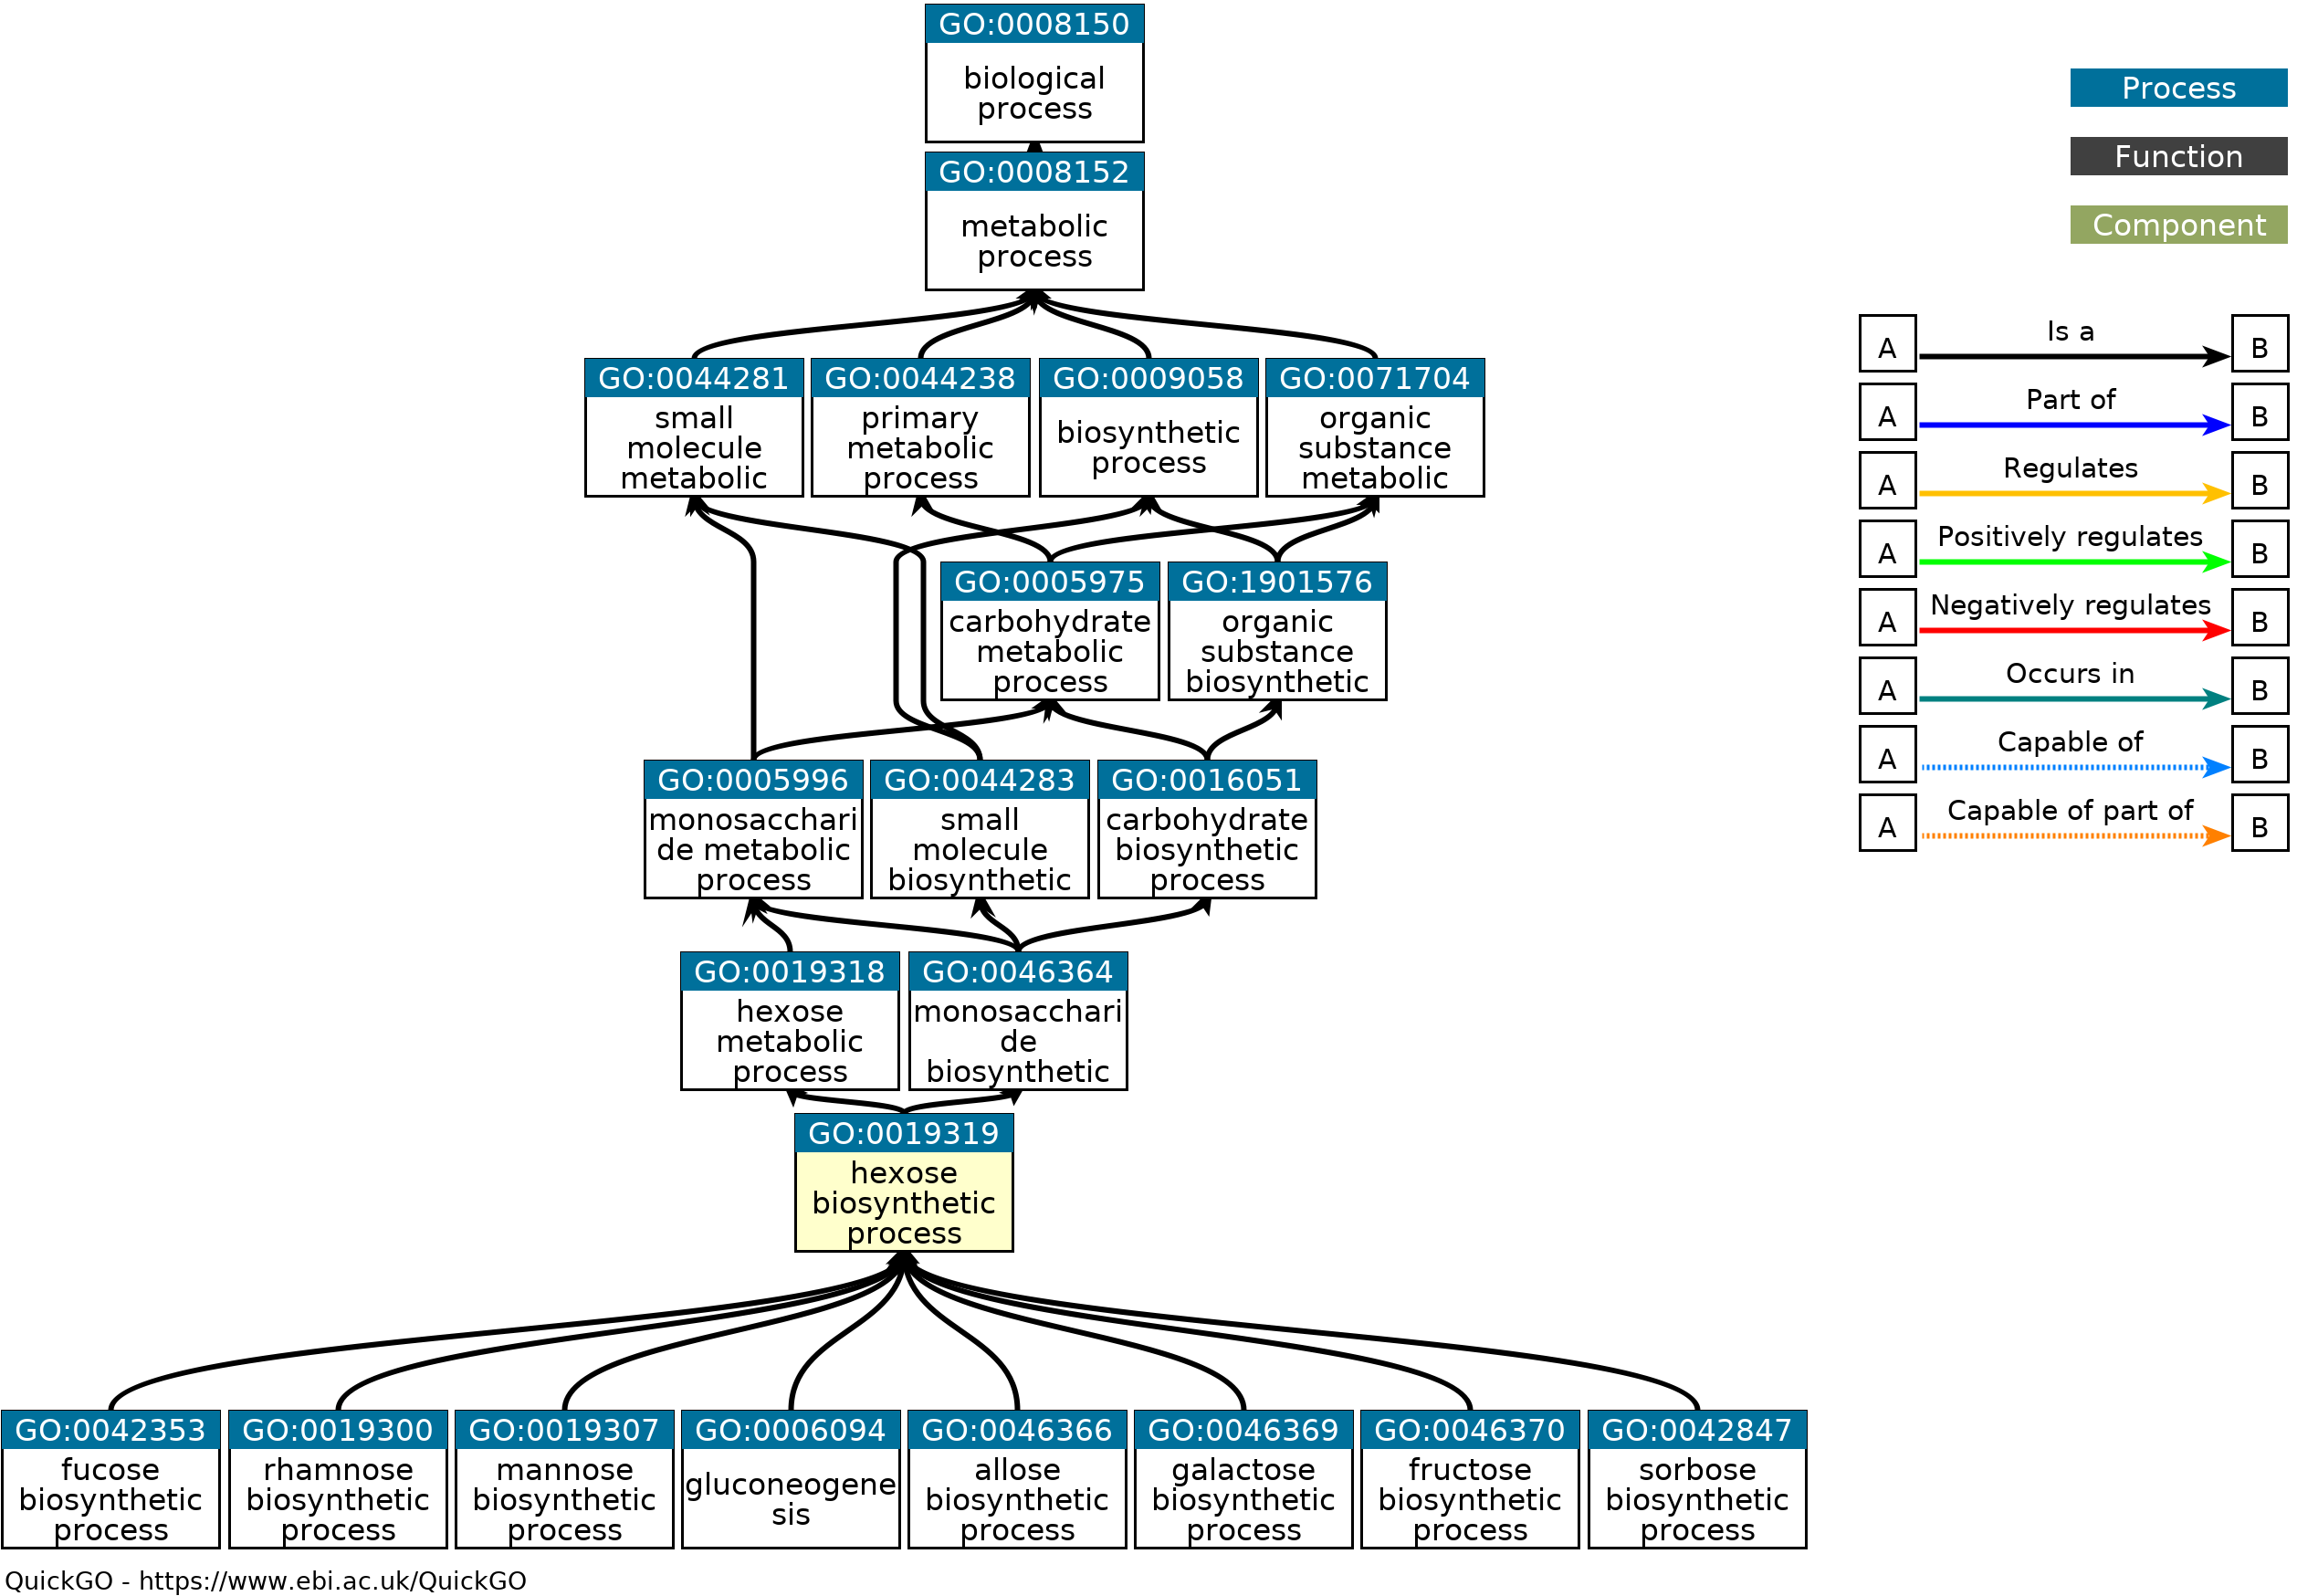 GO:0008150
biological
process
GO:0008152
metabolic
process
GO:0044281
small
molecule
metabolic
GO:0044238
primary
metabolic
process
GO:0009058
biosynthetic
process
GO:0071704
organic
substance
metabolic
GO:0005975
carbohydrate
metabolic
process
GO:1901576
organic
substance
biosynthetic
GO:0005996
monosacchari
de metabolic
process
GO:0044283
small
molecule
biosynthetic
GO:0016051
carbohydrate
biosynthetic
process
GO:0019318
hexose
metabolic
process
GO:0046364
monosacchari
de
biosynthetic
GO:0019319
hexose
biosynthetic
process
GO:0042353
fucose
biosynthetic
process
GO:0019300
rhamnose
biosynthetic
process
GO:0019307
mannose
biosynthetic
process
GO:0006094
gluconeogene
sis
GO:0046366
allose
biosynthetic
process
GO:0046369
galactose
biosynthetic
process
GO:0046370
fructose
biosynthetic
process
GO:0042847
sorbose
biosynthetic
process
Process
Function
Component
A Is a B
A Part of B
A Regulates B
A Positively regulates B
A Negatively regulates B
A Occurs in B
A Capable of B
A Capable of part of B
QuickGO - https://www.ebi.ac.uk/QuickGO